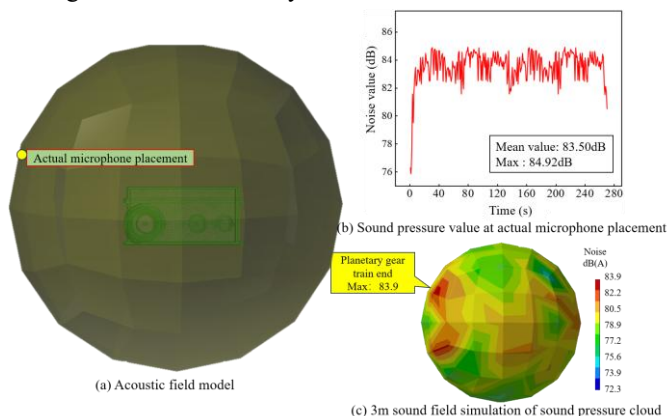 Actual microphone placement
(a) Acoustic field model
Noise value (dB)
86
84
82
80
78
76
0
40
80
120
160
200
240
280
Mean value: 83.50dB
Max : 84.92dB
Time (s)
(b) Sound pressure value at actual microphone placement
Planetary gear
train end
Max: 83.9
Noise
dB(A)
83.9
82.2
80.5
78.9
77.2
75.6
73.9
72.3
(c) 3m sound field simulation of sound pressure cloud